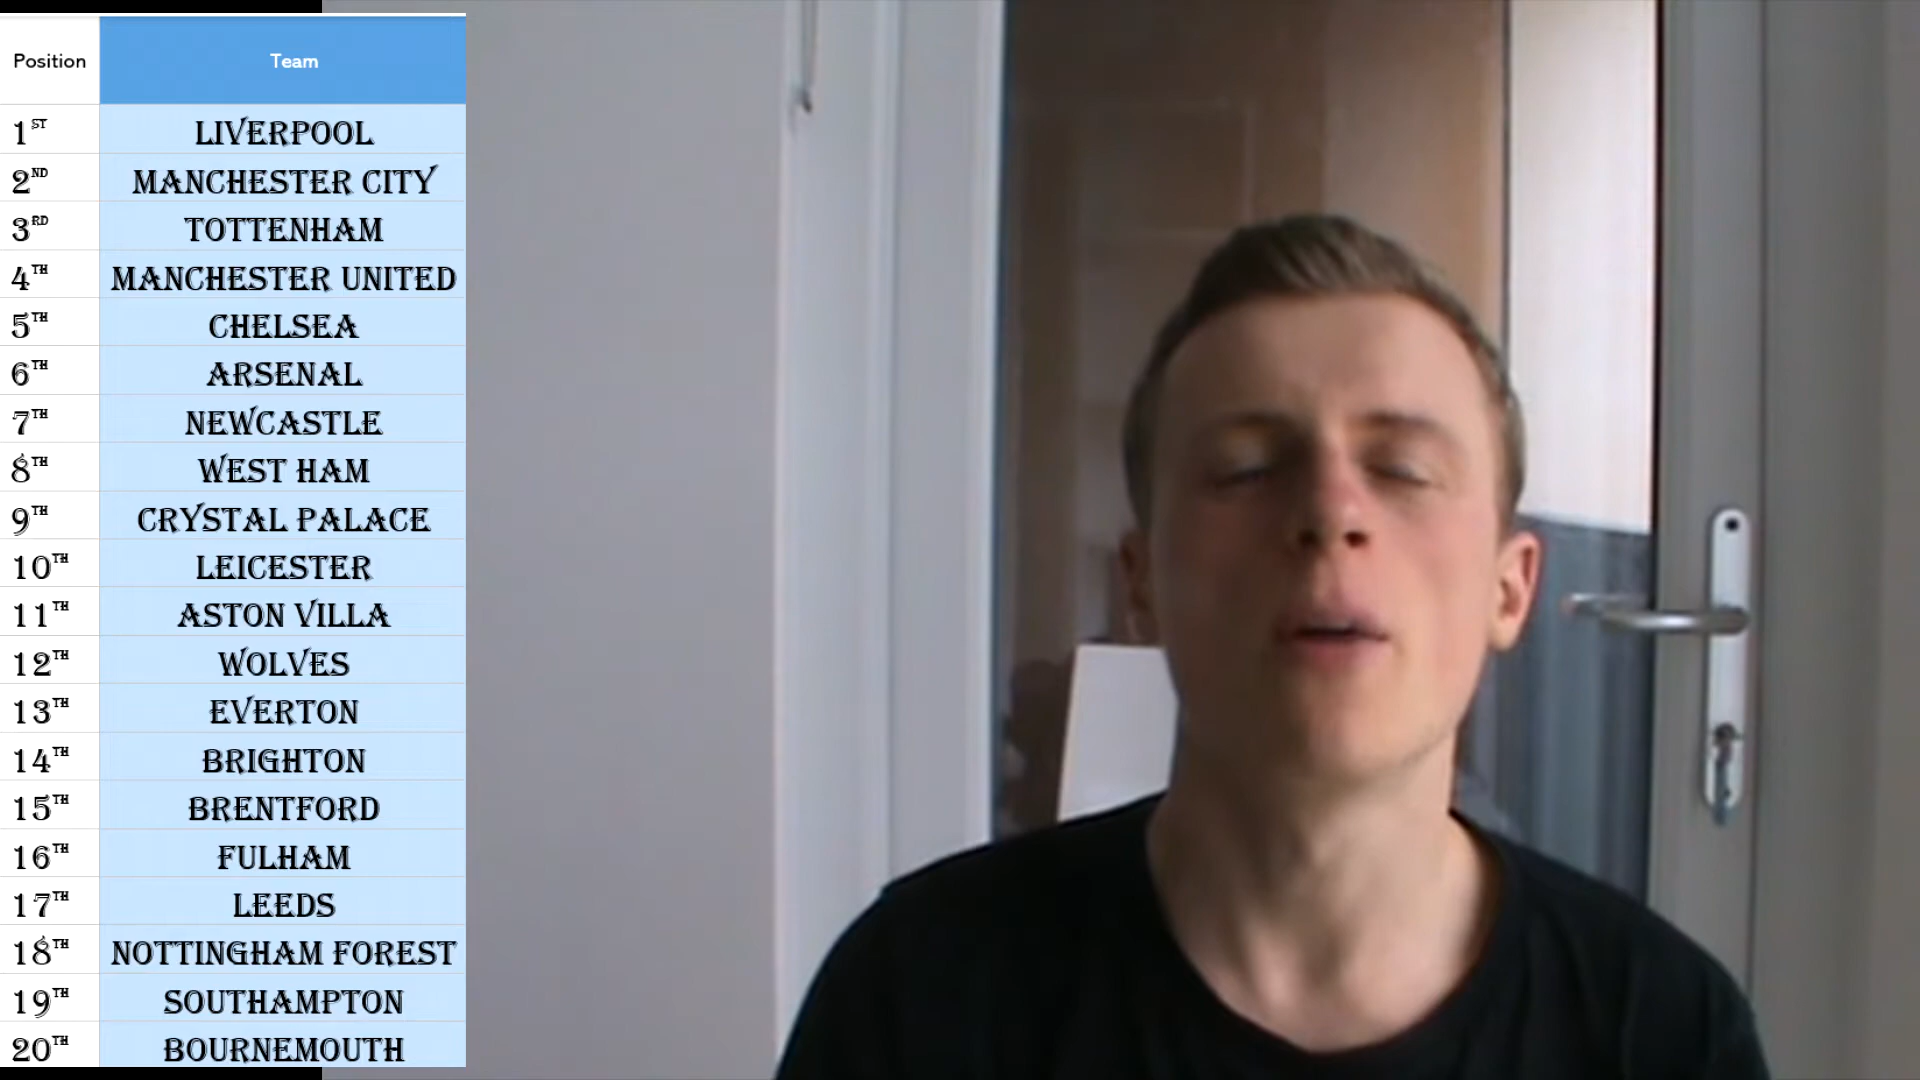 Position Team
1ST LIVERPOOL
2ND MANCHESTER CITY
3RD TOTTENHAM
4TH MANCHESTER UNITED
5TH CHELSEA
6TH ARSENAL
7TH NEWCASTLE
8TH WEST HAM
9TH CRYSTAL PALACE
10TH LEICESTER
11TH ASTON VILLA
12TH WOLVES
13TH EVERTON
14TH BRIGHTON
15TH BRENTFORD
16TH FULHAM
17TH LEEDS
18TH NOTTINGHAM FOREST
19TH SOUTHAMPTON
20TH BOURNEMOUTH